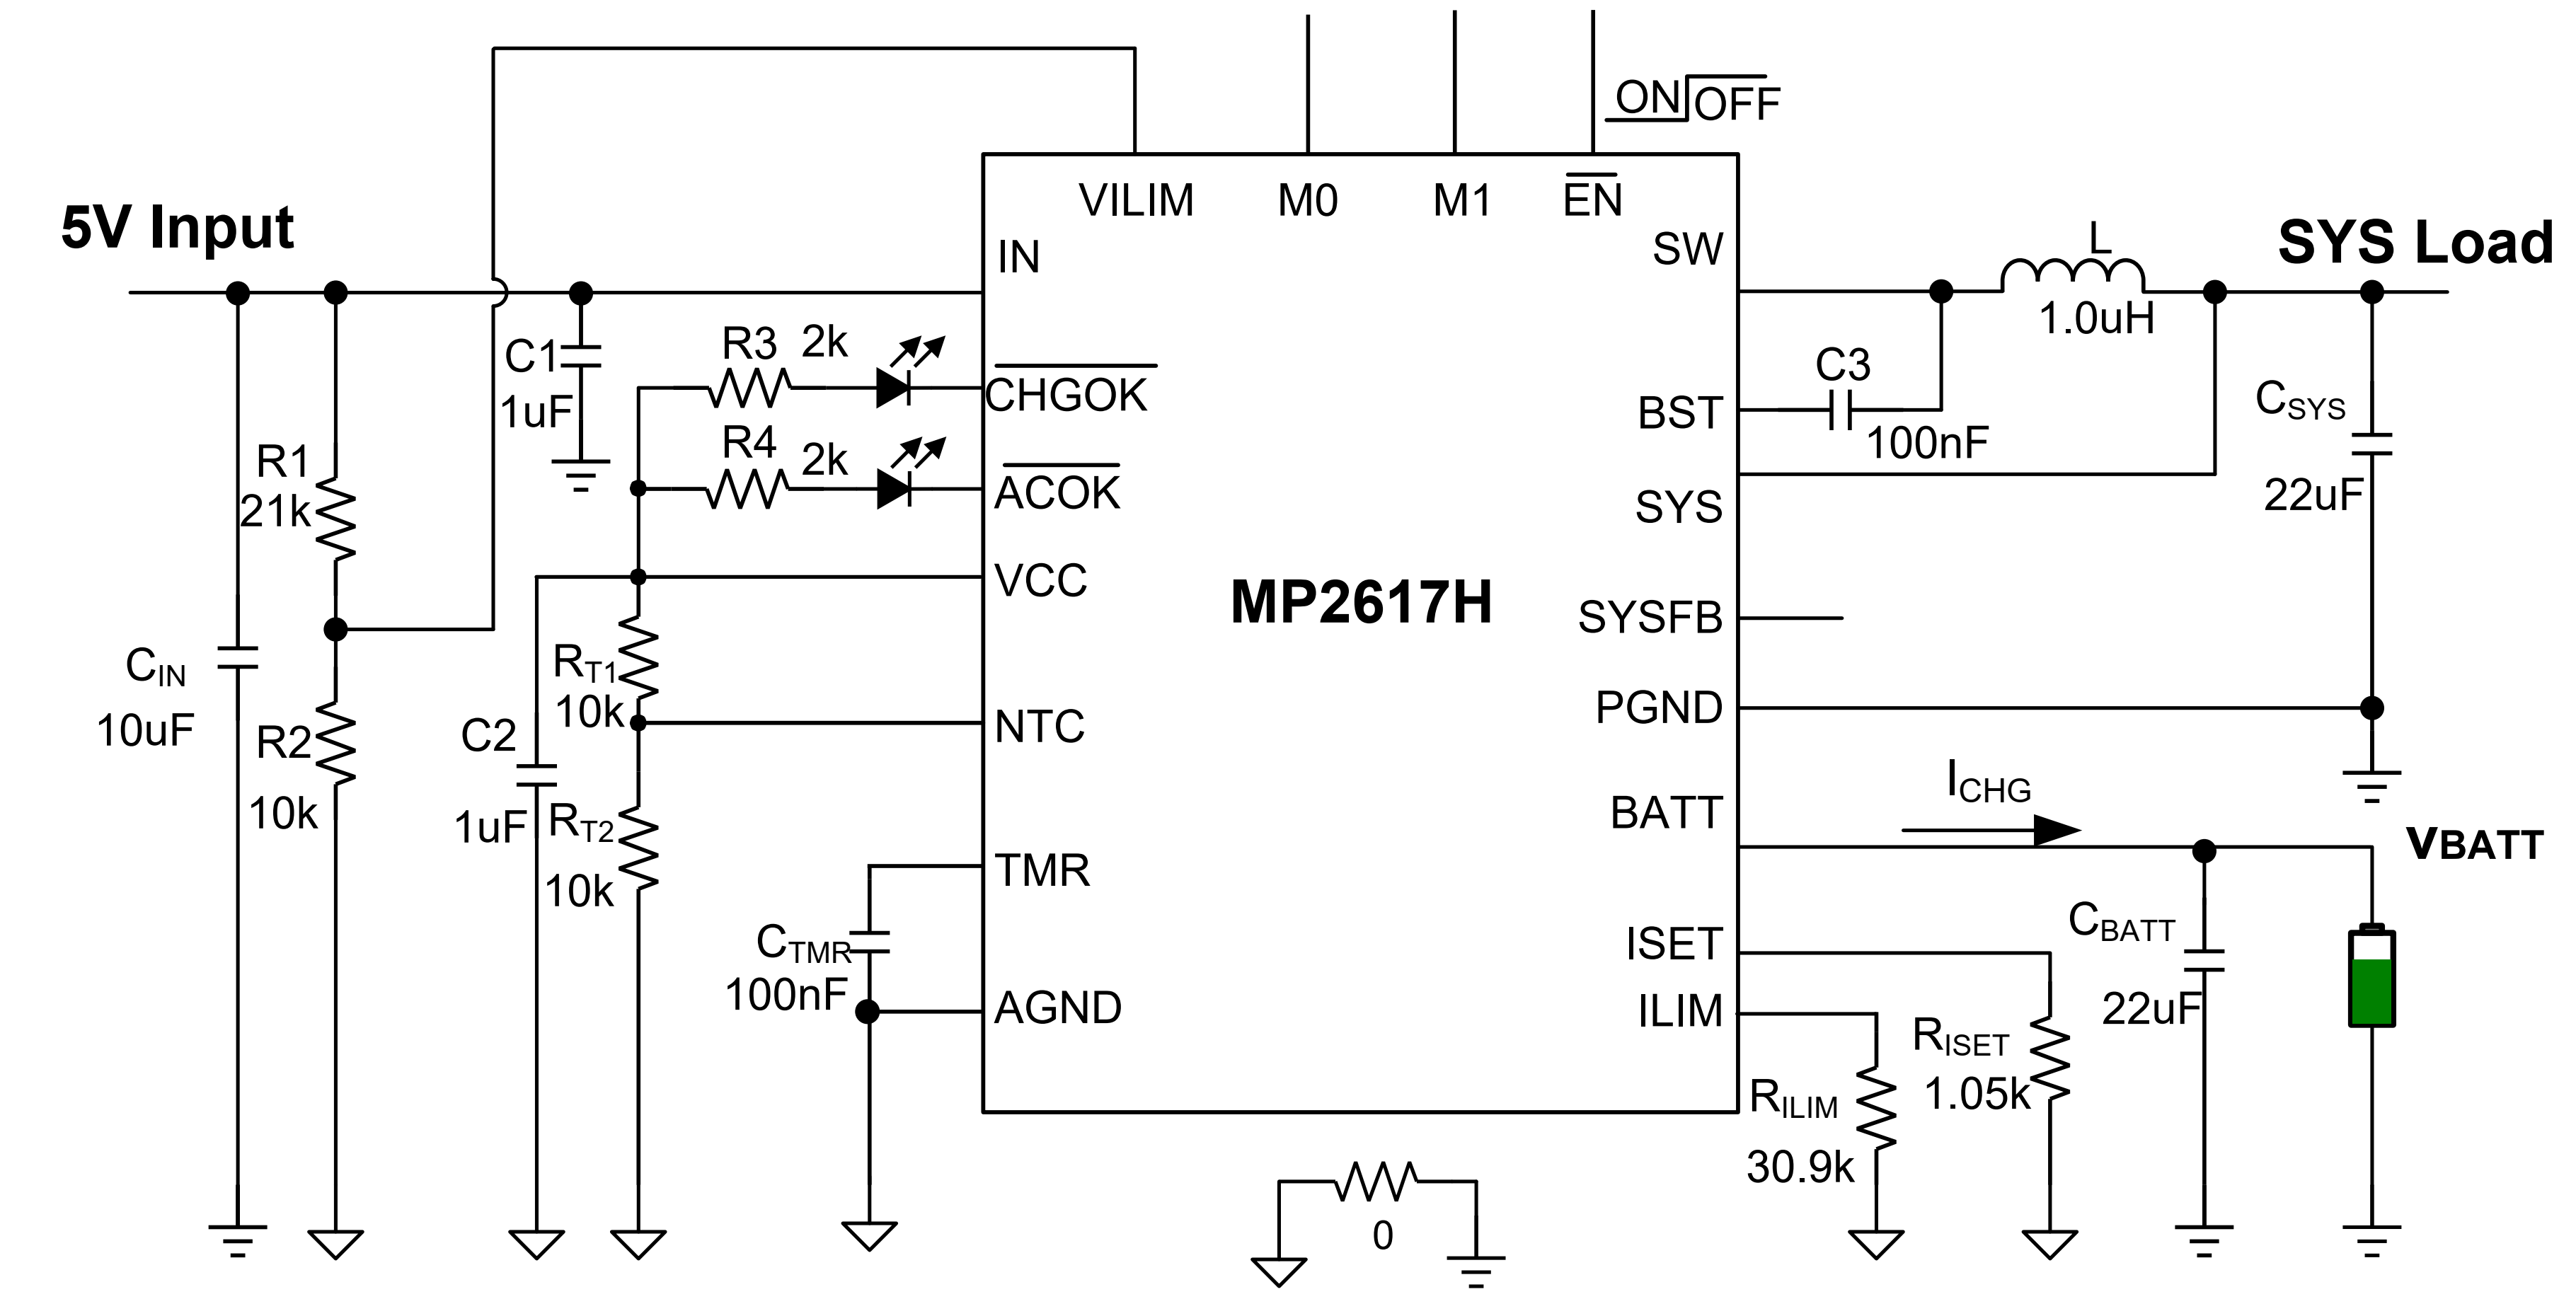 ON OFF
VILIM
M0
M1
EN
5V Input
IN
SW
L
SYS Load
1.0uH
R3
2k
C1
1uF
CHGOK
C3
BST
100nF
CSYS
22uF
R4
2k
ACOK
R1
21k
SYS
VCC
MP2617H
SYSFB
CIN
10uF
RT1
10k
NTC
PGND
R2
10k
C2
1uF
RT2
10k
ICHG
BATT
VBATT
TMR
CTMR
100nF
AGND
ISET
CBATT
22uF
ILIM
RISET
1.05k
RILIM
30.9k
0